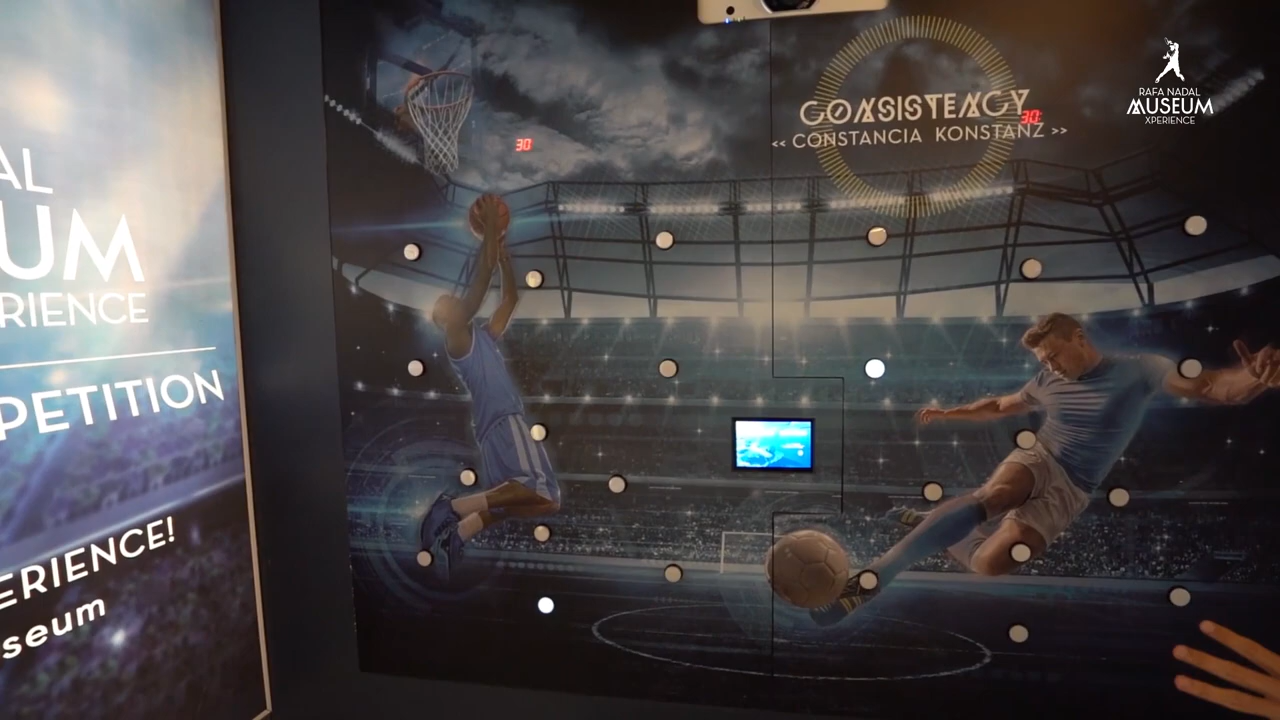 AL
UM
RIENCE
PETITION
ERIENCE!
seum
30
CONSISTENCY
30
<< CONSTANCIA KONSTANZ >>
RAFA NADAL
MUSEUM
XPERIENCE